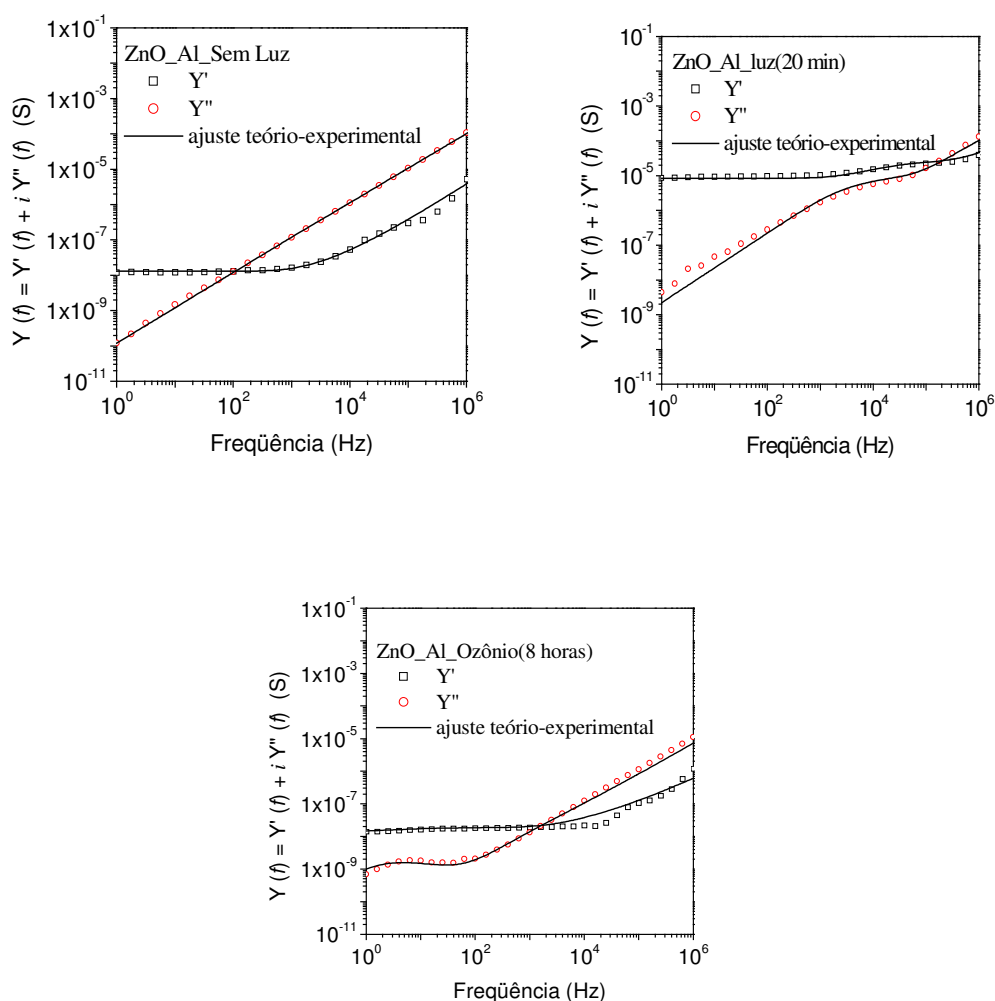 1x10^1
1x10^-1
1x10^-3
10^-5
1x10^-7
1x10^-9
10^-11
Y (f) = Y' (f) + i Y'' (f) (S)
ZnO_Al_Sem Luz
Y'
Y''
ajuste teório-experimental
10^0 10^2 10^4 10^6
Freqüência (Hz)
10^-1
10^-3
10^-5
10^-7
10^-9
10^-11
Y (f) = Y' (f) + i Y'' (f) (S)
ZnO_Al_luz(20 min)
Y'
Y''
ajuste teório-experimental
10^0 10^2 10^4 10^6
Freqüência (Hz)
1x10^-1
1x10^-3
1x10^-5
1x10^-7
1x10^-9
10^-11
Y (f) = Y' (f) + i Y'' (f) (S)
ZnO_Al_Ozônio(8 horas)
Y'
Y''
ajuste teório-experimental
10^0 10^2 10^4 10^6
Freqüência (Hz)